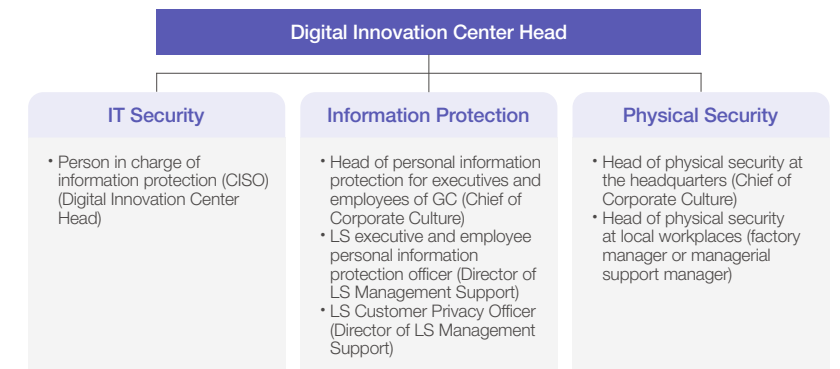 Digital Innovation Center Head
IT Security
• Person in charge of
information protection (CISO)
(Digital Innovation Center
Head)
Information Protection
• Head of personal information
protection for executives and
employees of GC (Chief of
Corporate Culture)
• LS executive and employee
personal information
protection officer (Director of
LS Management Support)
• LS Customer Privacy Officer
(Director of LS Management
Support)
Physical Security
• Head of physical security at
the headquarters (Chief of
Corporate Culture)
• Head of physical security
at local workplaces (factory
manager or managerial
support manager)